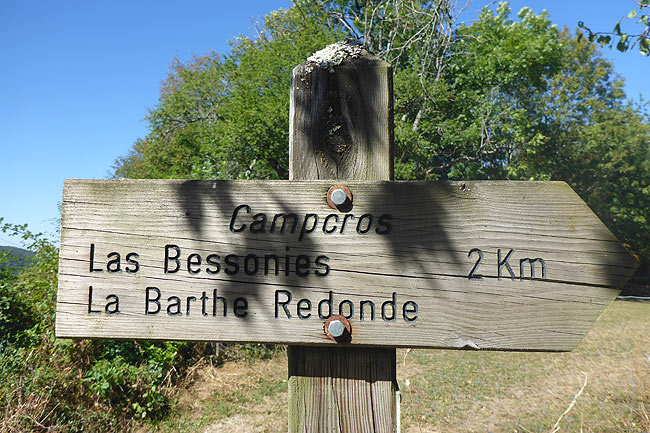 Campcros
Las Bessonies 2 Km
La Barthe Redonde